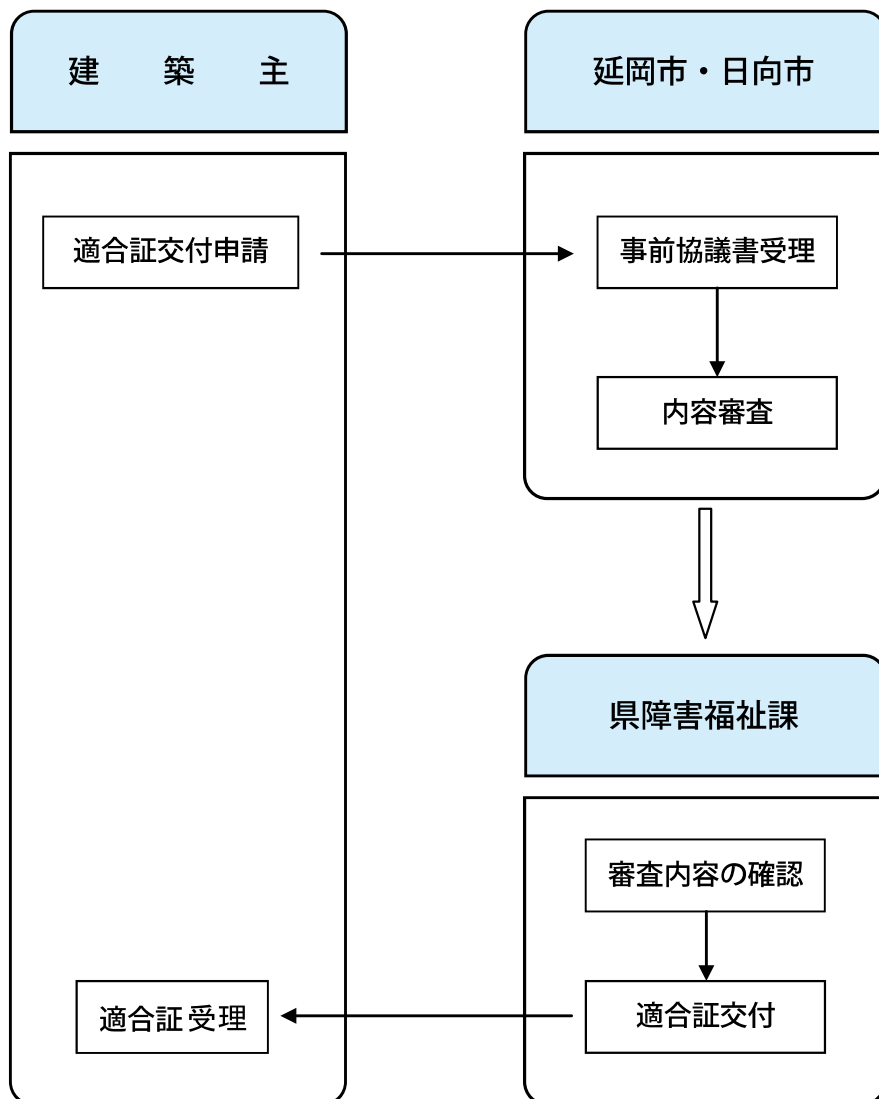 建　築　主
延岡市・日向市
適合証交付申請
事前協議書受理
内容審査
県障害福祉課
審査内容の確認
適合証交付
適合証受理